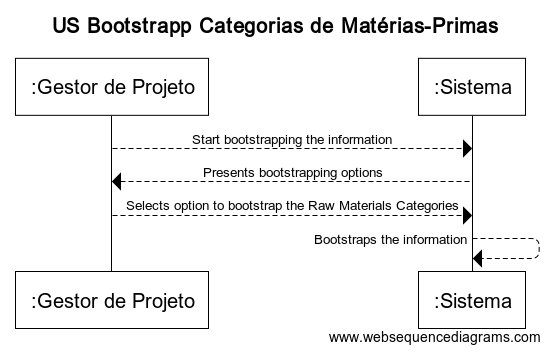 US Bootstrapp Categorias de Matérias-Primas
:Gestor de Projeto
:Sistema
Start bootstrapping the information
Presents bootstrapping options
Selects option to bootstrap the Raw Materials Categories
Bootstraps the information
:Gestor de Projeto
:Sistema
www.websequencediagrams.com